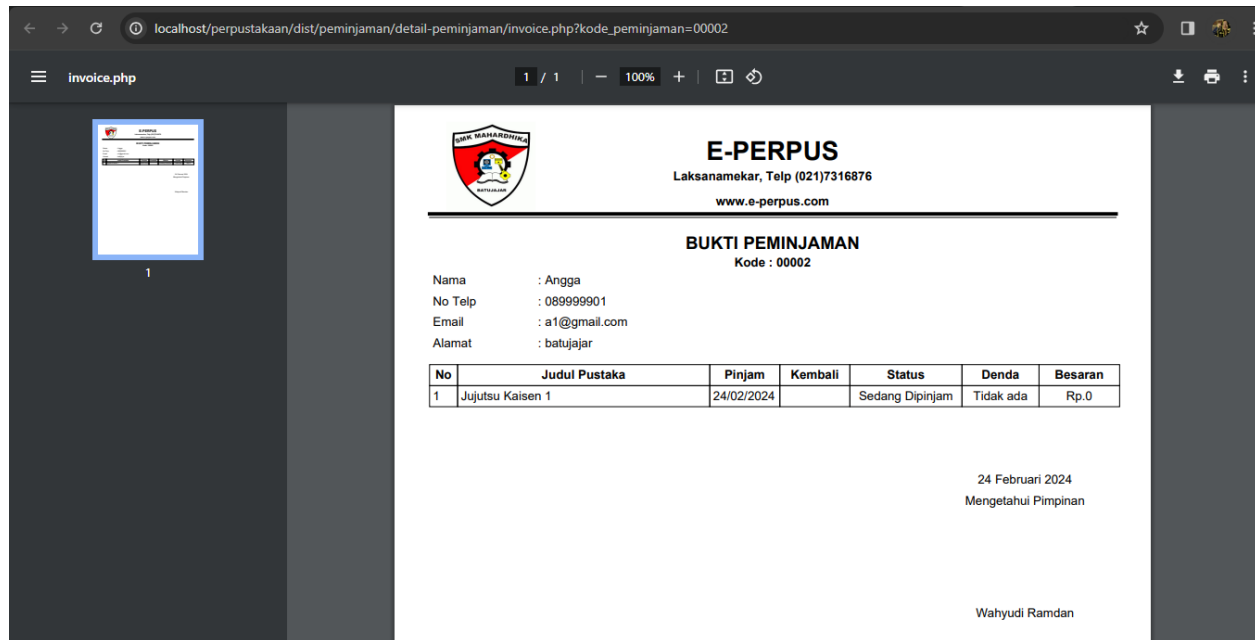 localhost/perpustakaan/dist/peminjaman/detail-peminjaman/invoice.php?kode_peminjaman=00002
invoice.php
1 / 1
100%
1
SMK MAHARDHIKA
BATUJAJAR
E-PERPUS
Laksanamekar, Telp (021)7316876
www.e-perpus.com
BUKTI PEMINJAMAN
Kode : 00002
Nama : Angga
No Telp : 089999901
Email : a1@gmail.com
Alamat : batujajar
No Judul Pustaka Pinjam Kembali Status Denda Besaran
1 Jujutsu Kaisen 1 24/02/2024 Sedang Dipinjam Tidak ada Rp.0
24 Februari 2024
Mengetahui Pimpinan
Wahyudi Ramdan